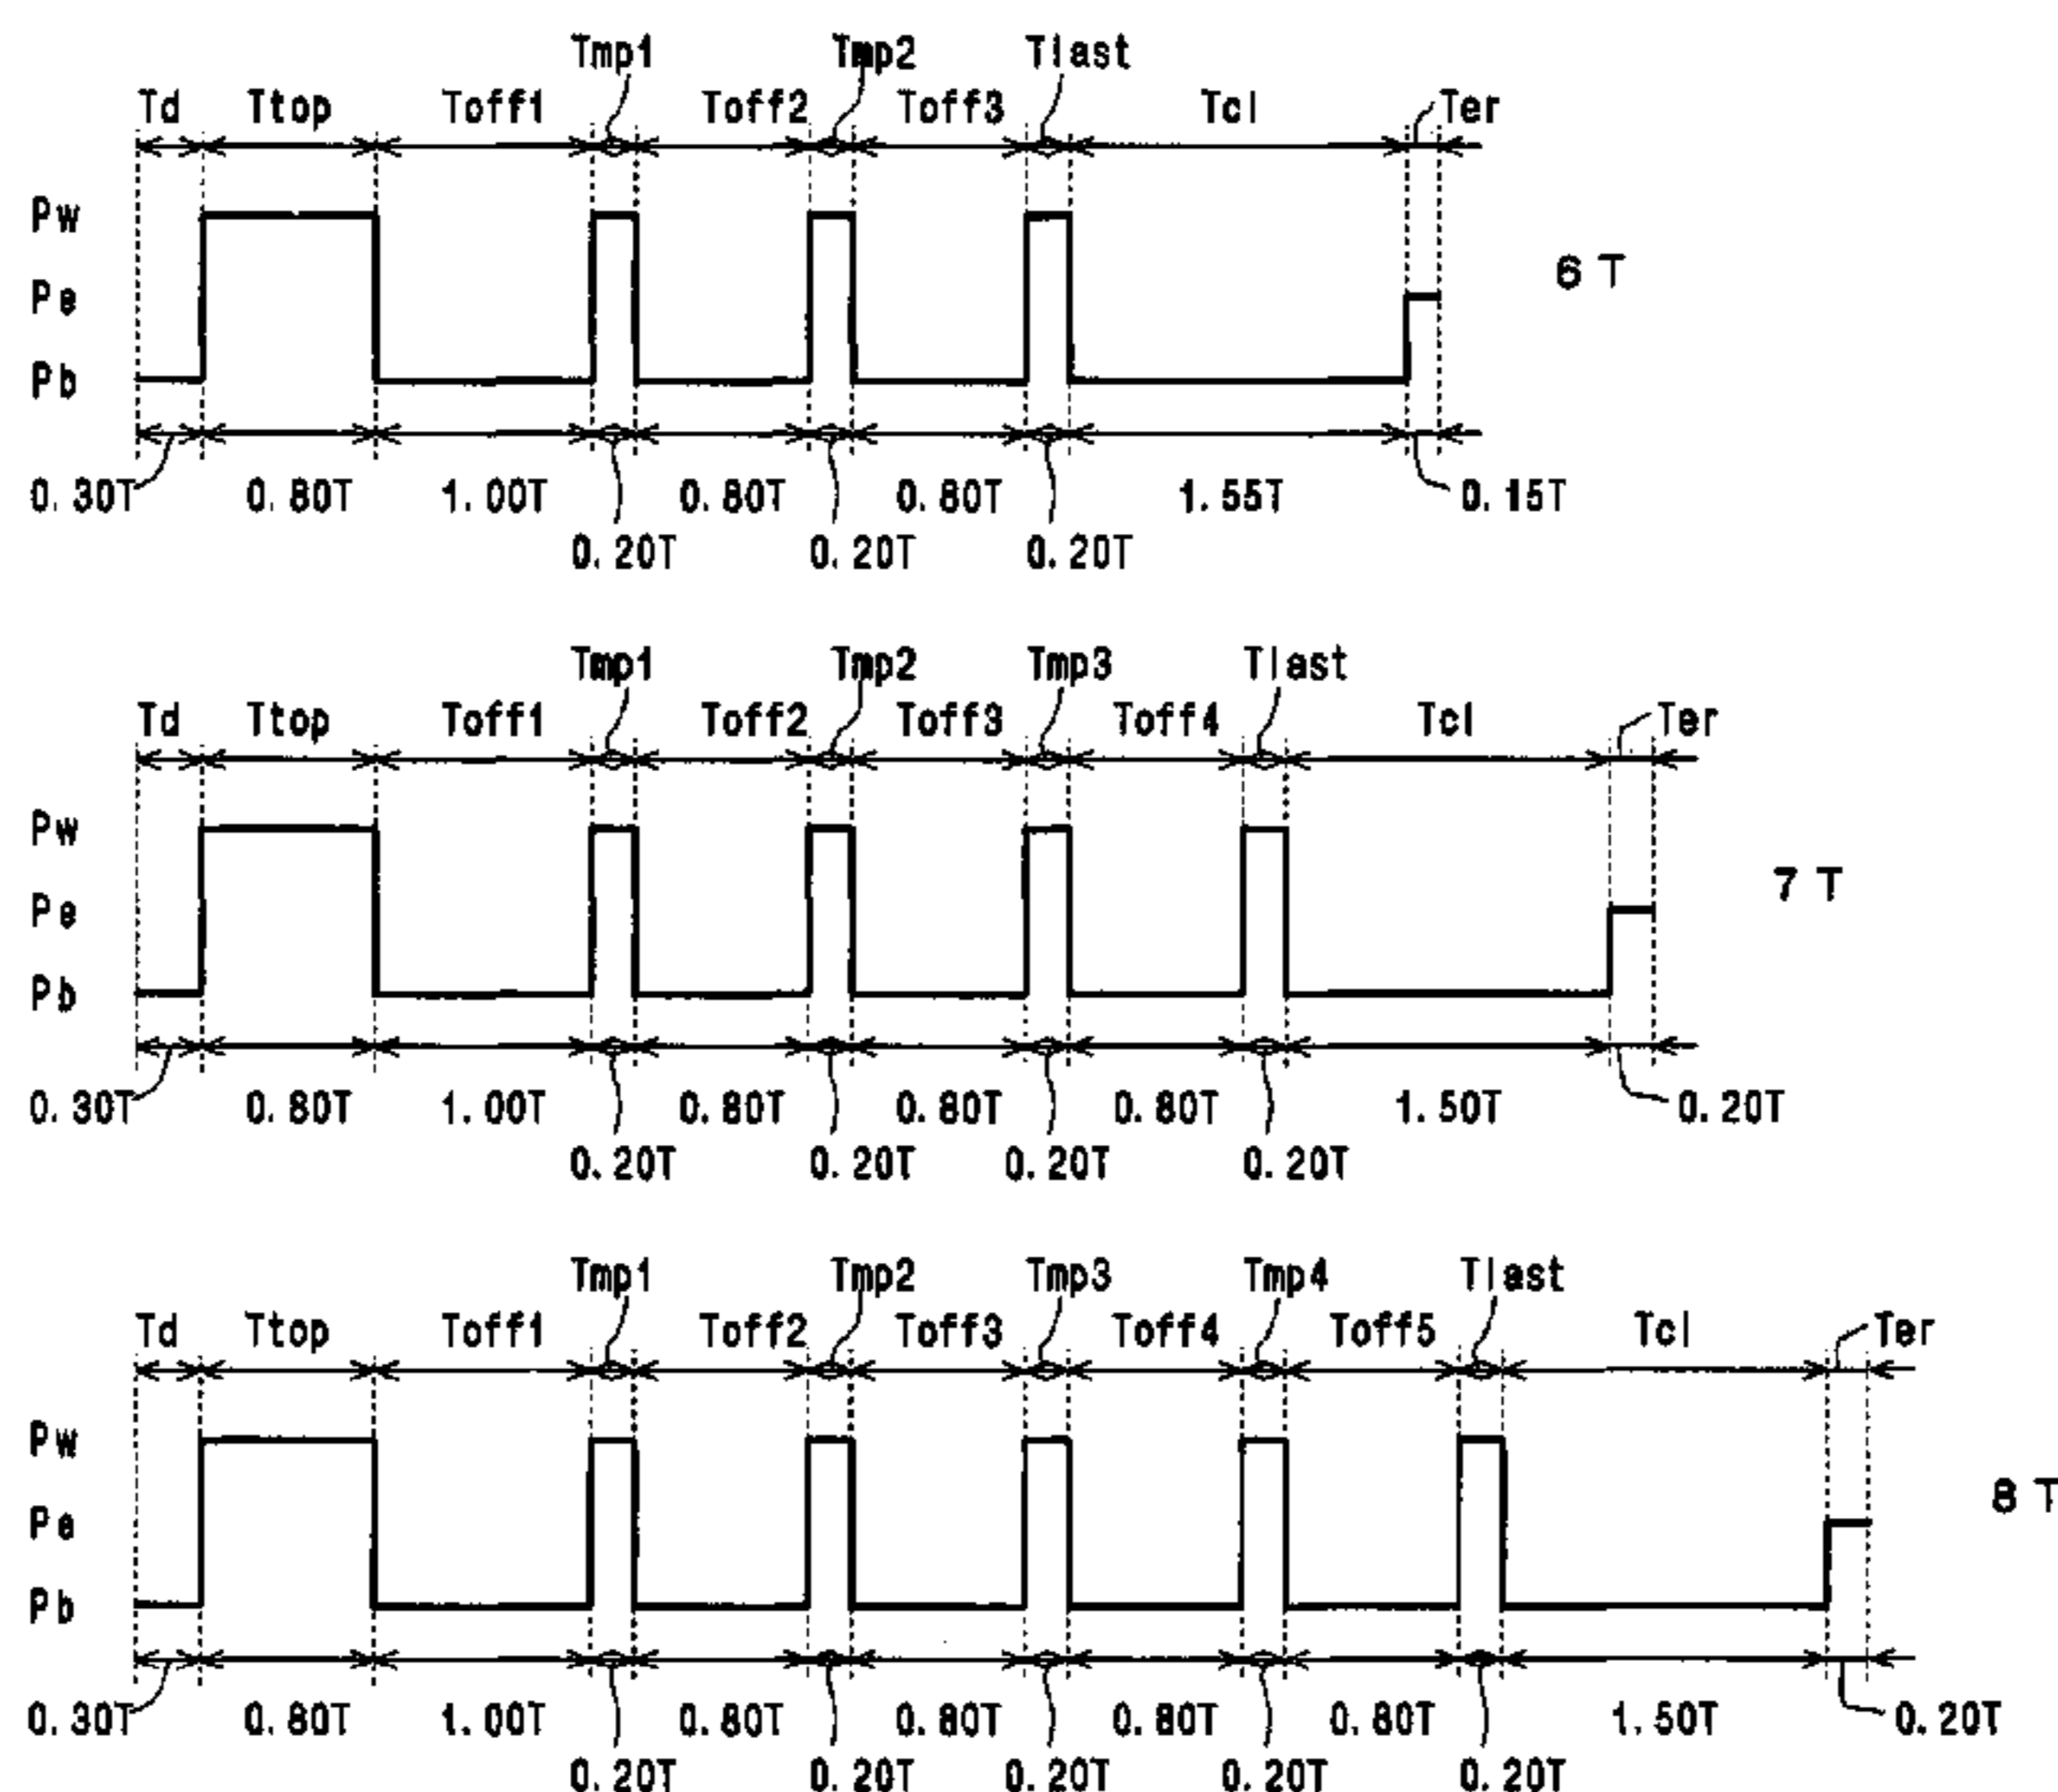 Tmp1 Tmp2 Tlast
Td Ttop Toff1 Toff2 Toff3 Tcl Ter
Pw
6T
Pe
Pb
0.30T 0.80T 1.00T 0.80T 0.80T 1.55T 0.15T
0.20T 0.20T 0.20T
Tmp1 Tmp2 Tmp3 Tlast
Td Ttop Toff1 Toff2 Toff3 Toff4 Tcl Ter
Pw
7T
Pe
Pb
0.30T 0.80T 1.00T 0.80T 0.80T 0.80T 1.50T 0.20T
0.20T 0.20T 0.20T 0.20T
Tmp1 Tmp2 Tmp3 Tmp4 Tlast
Td Ttop Toff1 Toff2 Toff3 Toff4 Toff5 Tcl Ter
Pw
8T
Pe
Pb
0.30T 0.80T 1.00T 0.80T 0.80T 0.80T 0.80T 1.50T 0.20T
0.20T 0.20T 0.20T 0.20T 0.20T